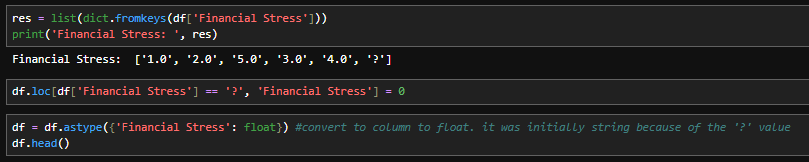 res = list(dict.fromkeys(df['Financial Stress']))
print('Financial Stress: ', res)
Financial Stress:  ['1.0', '2.0', '5.0', '3.0', '4.0', '?']
df.loc[df['Financial Stress'] == '?', 'Financial Stress'] = 0
df = df.astype({'Financial Stress': float}) #convert to column to float. it was initially string because of the '?' value
df.head()